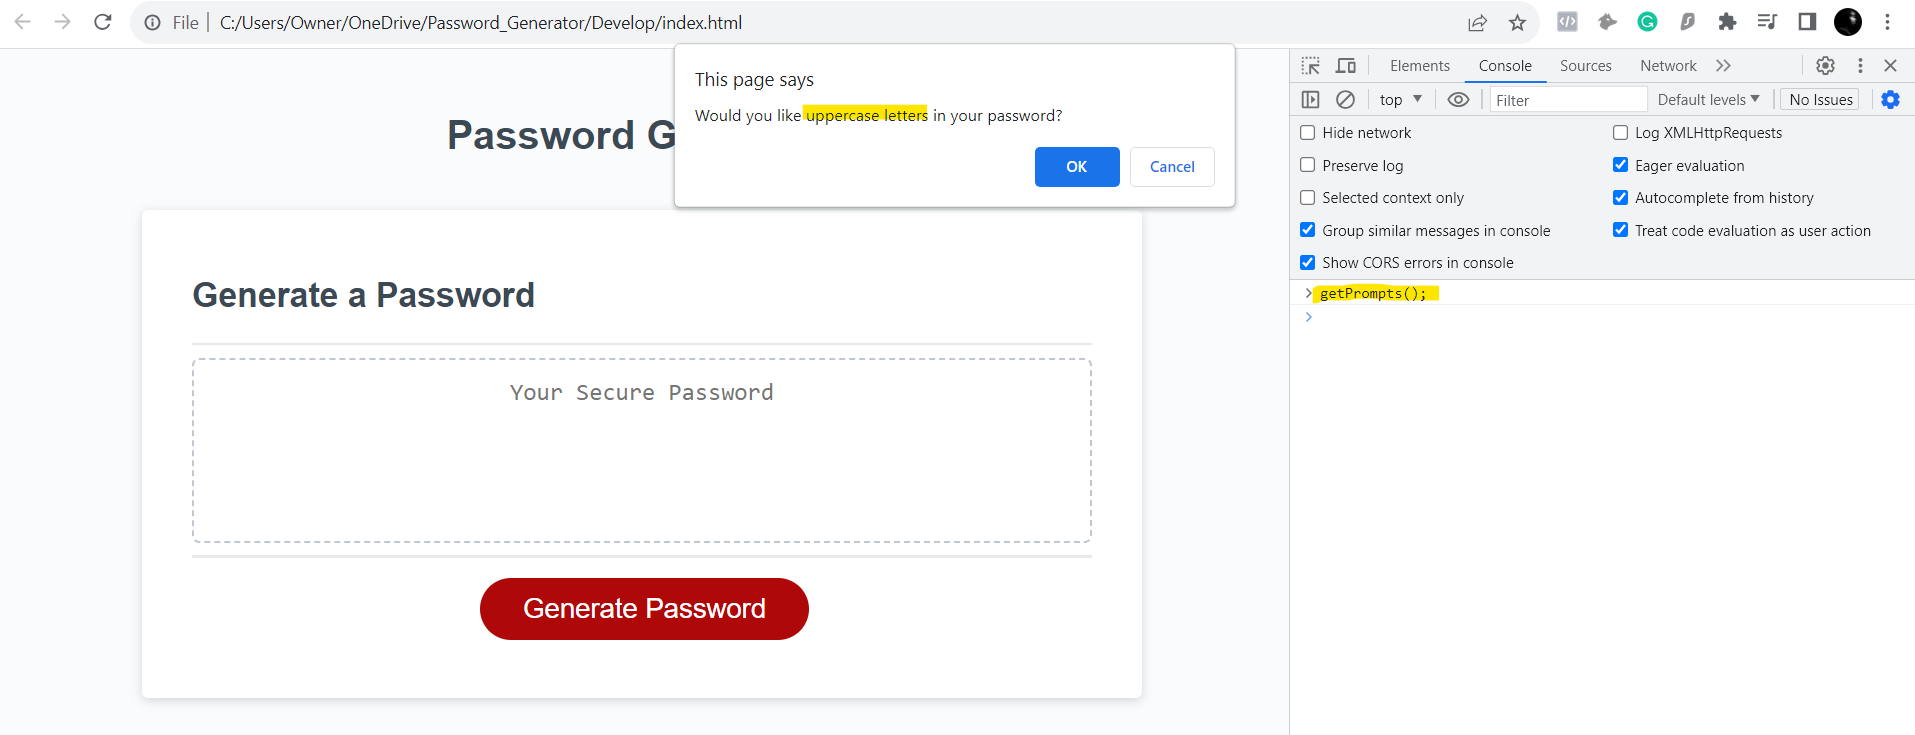 File | C:/Users/Owner/OneDrive/Password_Generator/Develop/index.html
This page says
Would you like uppercase letters in your password?
OK Cancel
Password G
Generate a Password
Your Secure Password
Generate Password
Elements Console Sources Network
top Filter Default levels No Issues
Hide network Log XMLHttpRequests
Preserve log Eager evaluation
Selected context only Autocomplete from history
Group similar messages in console Treat code evaluation as user action
Show CORS errors in console
> getPrompts();
>